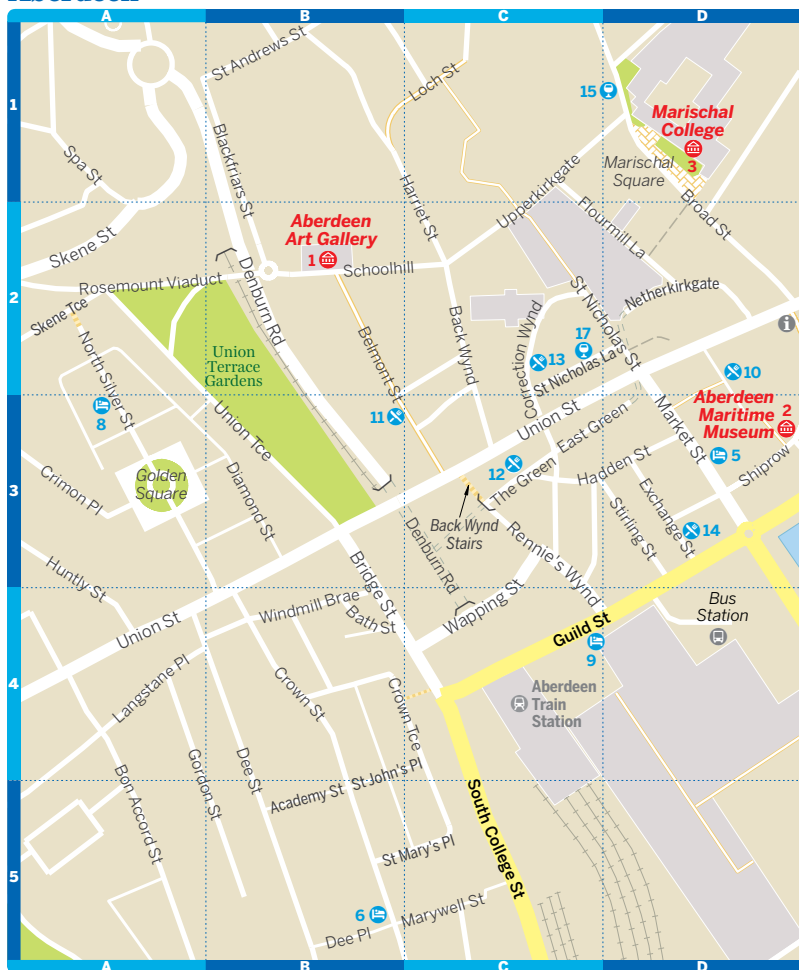 A
B
C
D
St Andrews St
Loch St
15
1
Marischal
College
3
Blackfriars St
Spa St
Marischal
Square
Harriet St
Upperkirkgate
Broad St
Flourmill La
Skene St
Aberdeen
Art Gallery
1
Schoolhill
Rosemount Viaduct
Denburn Rd
2
St Nicholas St
Netherkirkgate
Skene Tce
Back Wynd
Correction Wynd
17
i
North Silver St
Union
Terrace
Gardens
Belmont St
13
St Nicholas La
10
8
11
Union St
Aberdeen
Maritime
Museum
2
Market St
East Green
Union Tce
12
5
Shiprow
Hadden St
The Green
Golden
Square
3
Crimon Pl
Diamond St
Exchange St
Stirling St
14
Back Wynd
Stairs
Rennie's Wynd
Denburn Rd
Huntly St
Bridge St
Wapping St
Windmill Brae
Bath St
Union St
Guild St
Bus
Station
9
4
Langstane Pl
Crown St
Crown Tce
Aberdeen
Train
Station
Gordon St
Dee St
Bon Accord St
St John's Pl
Academy St
South College St
St Mary's Pl
5
6
Marywell St
Dee Pl
A
B
C
D